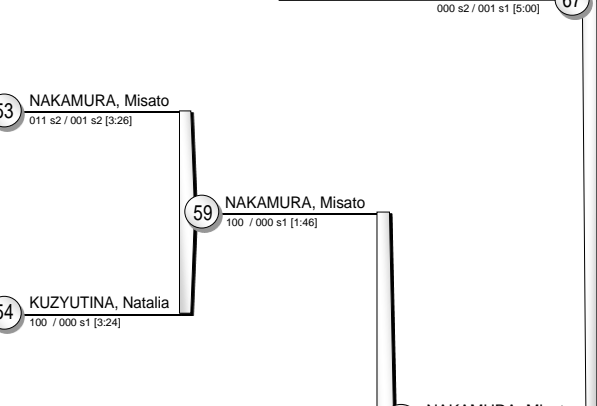 000 s2 / 001 s1 [5:00]
67
53
NAKAMURA, Misato
011 s2 / 001 s2 [3:26]
59
NAKAMURA, Misato
100 / 000 s1 [1:46]
54
KUZYUTINA, Natalia
100 / 000 s1 [3:24]